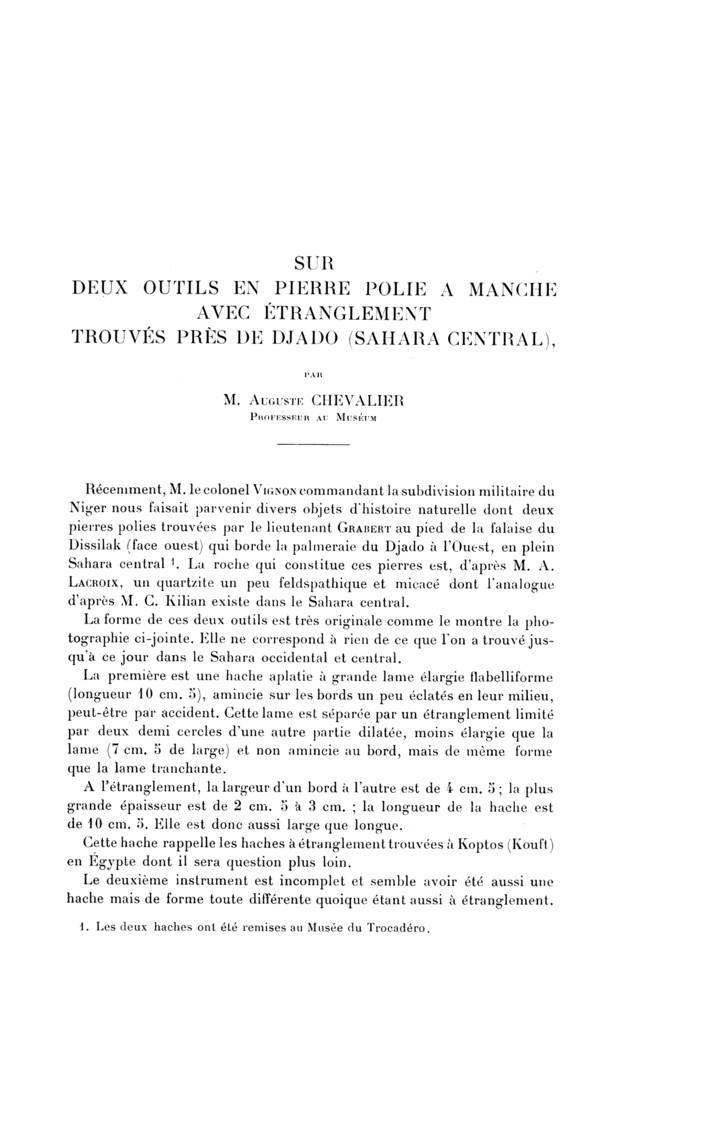 SUR
DEUX OUTILS EN PIERRE POLIE A MANCHE
AVEC ÉTRANGLEMENT
TROUVÉS PRÈS DE DJADO (SAHARA CENTRAL),
PAR
M. AUGUSTE CHEVALIER
PROFESSEUR AU MUSÉUM
Récemment, M. le colonel VIGNON commandant la subdivision militaire du
Niger nous faisait parvenir divers objets d'histoire naturelle dont deux
pierres polies trouvées par le lieutenant GRABERT au pied de la falaise du
Dissilak (face ouest) qui borde la palmeraie du Djado à l'Ouest, en plein
Sahara central 1. La roche qui constitue ces pierres est, d'après M. A.
LACROIX, un quartzite un peu feldspathique et micacé dont l'analogue
d'après M. C. Kilian existe dans le Sahara central.
La forme de ces deux outils est très originale comme le montre la pho-
tographie ci-jointe. Elle ne correspond à rien de ce que l'on a trouvé jus-
qu'à ce jour dans le Sahara occidental et central.
La première est une hache aplatie à grande lame élargie flabelliforme
(longueur 10 cm. 5), amincie sur les bords un peu éclatés en leur milieu,
peut-être par accident. Cette lame est séparée par un étranglement limité
par deux demi cercles d'une autre partie dilatée, moins élargie que la
lame (7 cm. 5 de large) et non amincie au bord, mais de même forme
que la lame tranchante.
A l'étranglement, la largeur d'un bord à l'autre est de 4 cm. 5 ; la plus
grande épaisseur est de 2 cm. 5 à 3 cm. ; la longueur de la hache est
de 10 cm. 5. Elle est donc aussi large que longue.
Cette hache rappelle les haches à étranglement trouvées à Koptos (Kouft)
en Égypte dont il sera question plus loin.
Le deuxième instrument est incomplet et semble avoir été aussi une
hache mais de forme toute différente quoique étant aussi à étranglement.
1. Les deux haches ont été remises au Musée du Trocadéro.